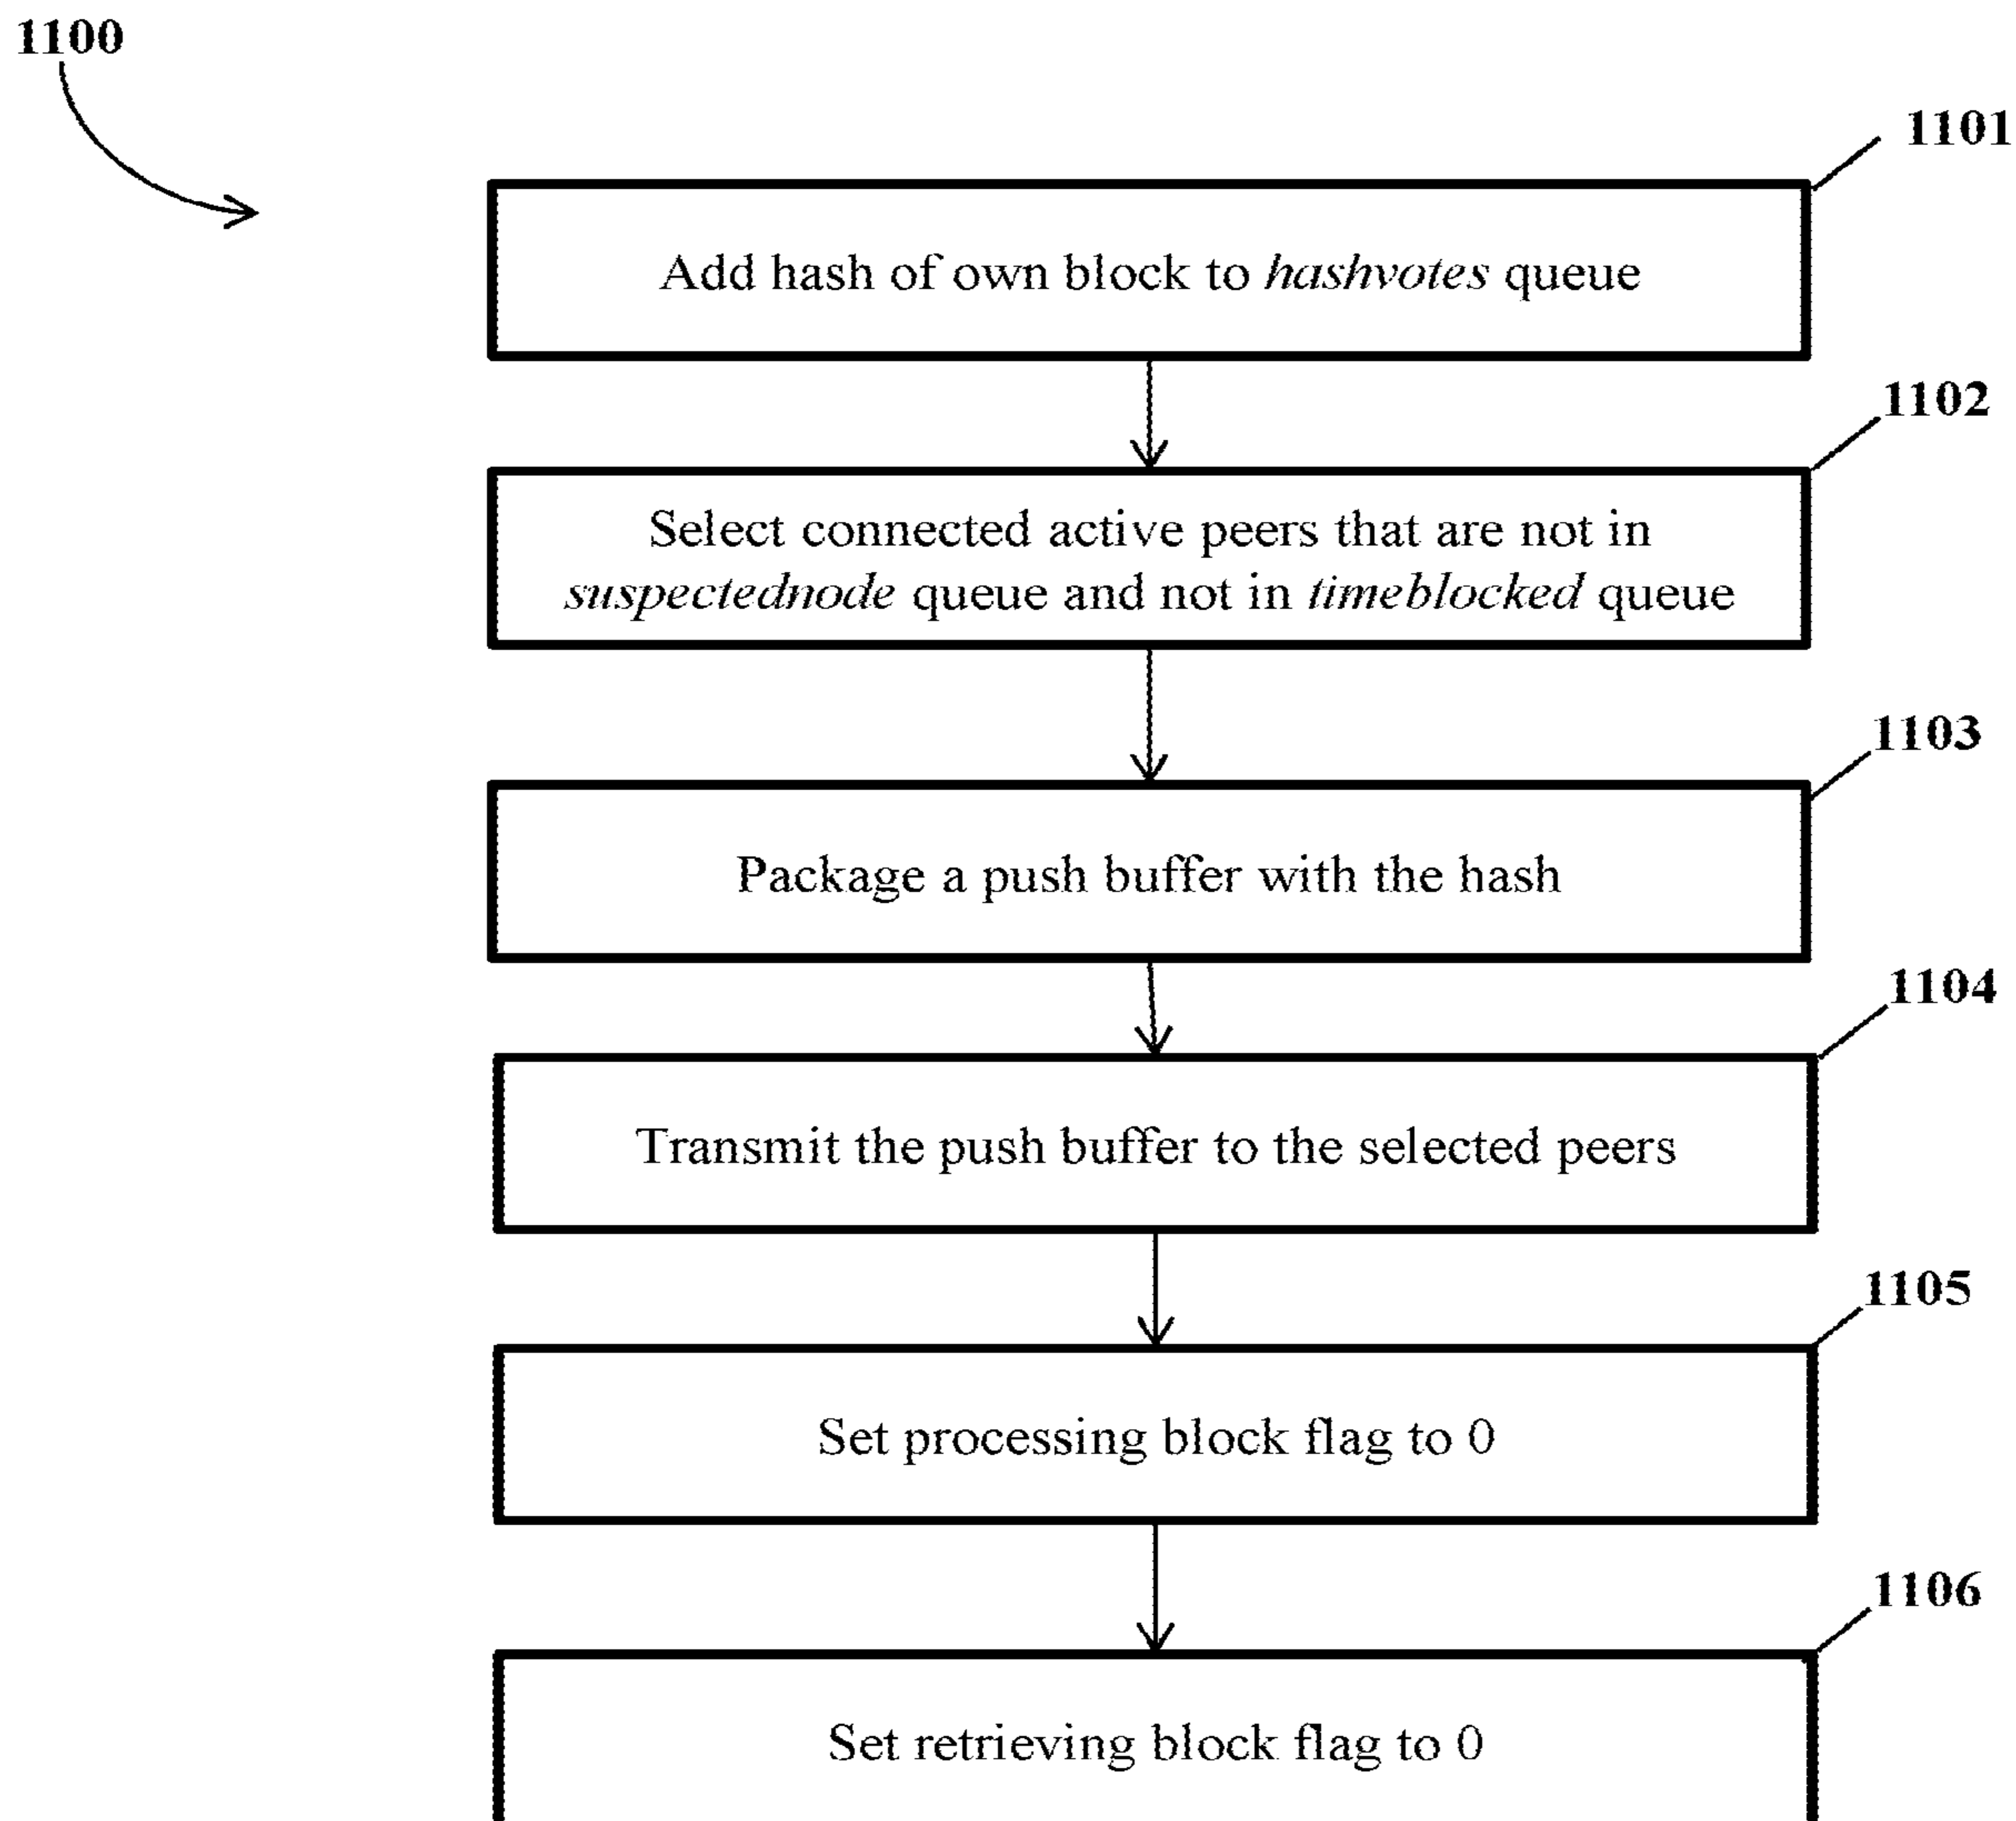 1100
1101
Add hash of own block to hashvotes queue
1102
Select connected active peers that are not in
suspectednode queue and not in timeblocked queue
1103
Package a push buffer with the hash
1104
Transmit the push buffer to the selected peers
1105
Set processing block flag to 0
1106
Set retrieving block flag to 0